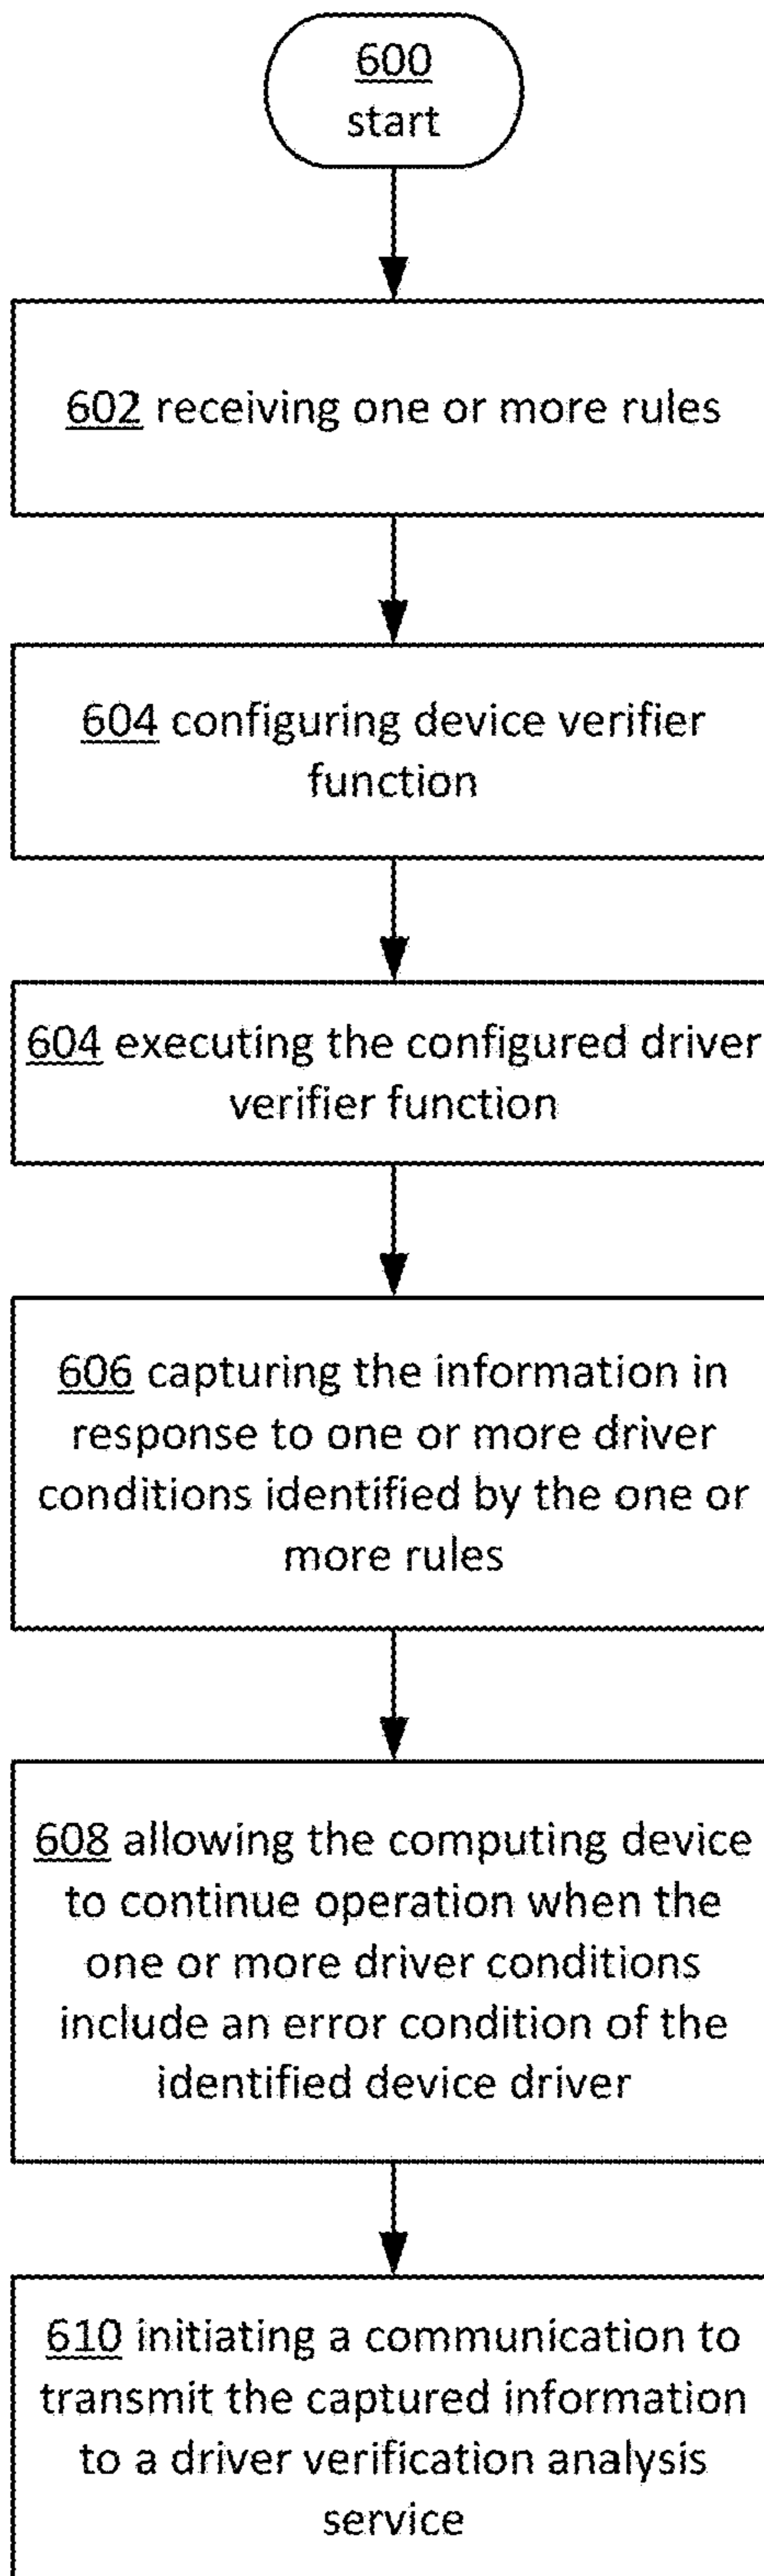 600
start
602 receiving one or more rules
604 configuring device verifier
function
604 executing the configured driver
verifier function
606 capturing the information in
response to one or more driver
conditions identified by the one or
more rules
608 allowing the computing device
to continue operation when the
one or more driver conditions
include an error condition of the
identified device driver
610 initiating a communication to
transmit the captured information
to a driver verification analysis
service